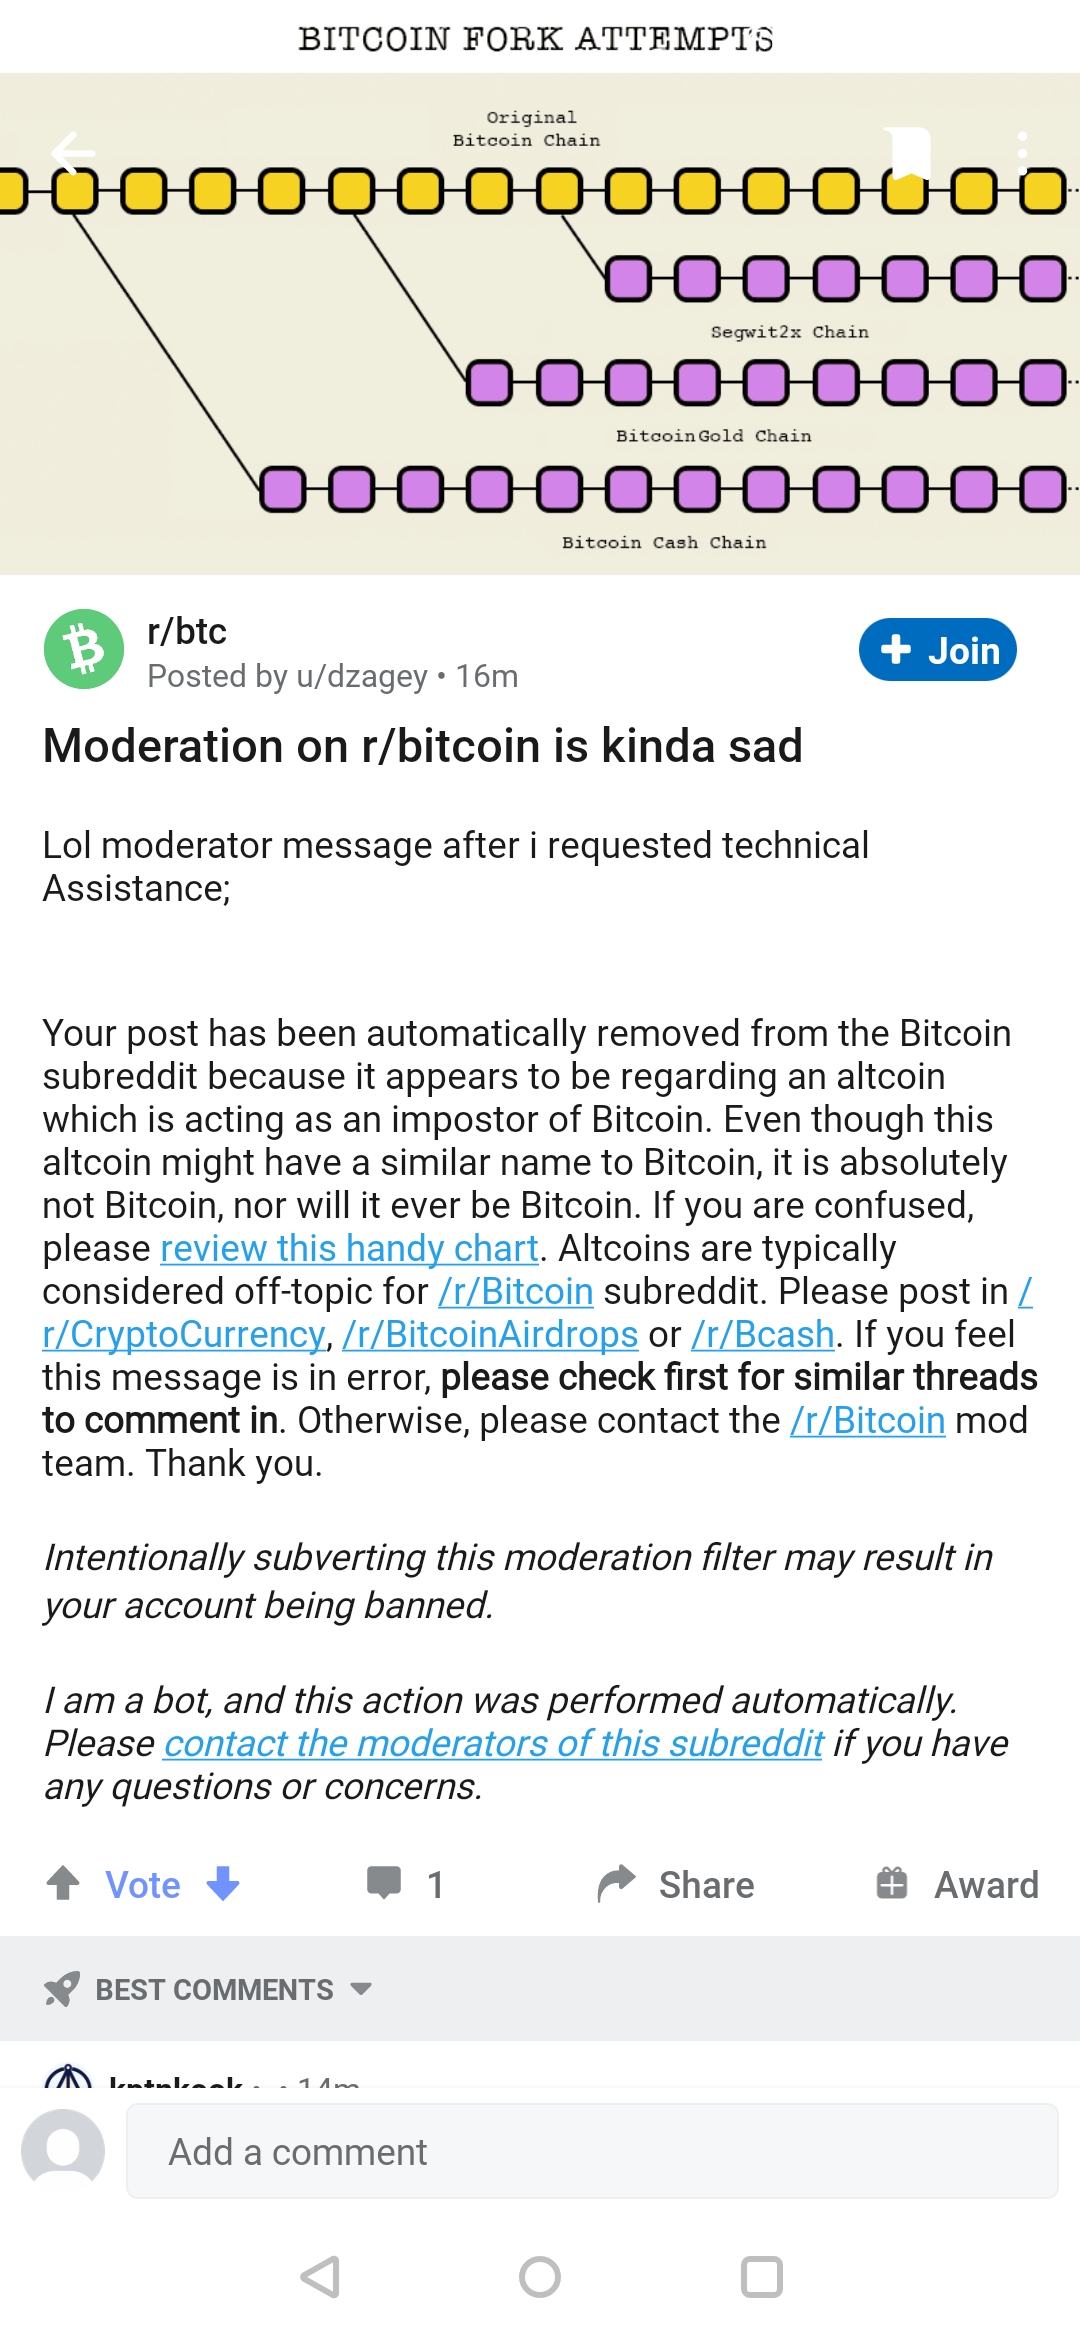 BITCOIN FORK ATTEMPTS
Original
Bitcoin Chain
Segwit2x Chain
BitcoinGold Chain
Bitcoin Cash Chain
r/btc
Posted by u/dzagey • 16m
+ Join
Moderation on r/bitcoin is kinda sad
Lol moderator message after i requested technical
Assistance;
Your post has been automatically removed from the Bitcoin
subreddit because it appears to be regarding an altcoin
which is acting as an impostor of Bitcoin. Even though this
altcoin might have a similar name to Bitcoin, it is absolutely
not Bitcoin, nor will it ever be Bitcoin. If you are confused,
please review this handy chart. Altcoins are typically
considered off-topic for /r/Bitcoin subreddit. Please post in /
r/CryptoCurrency, /r/BitcoinAirdrops or /r/Bcash. If you feel
this message is in error, please check first for similar threads
to comment in. Otherwise, please contact the /r/Bitcoin mod
team. Thank you.
Intentionally subverting this moderation filter may result in
your account being banned.
I am a bot, and this action was performed automatically.
Please contact the moderators of this subreddit if you have
any questions or concerns.
Vote
1
Share
Award
BEST COMMENTS
14m
Add a comment